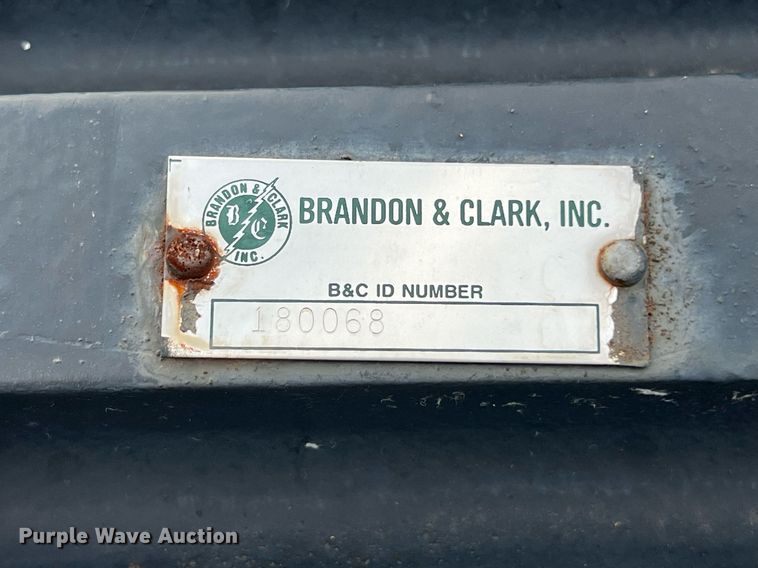 BRANDON & CLARK
B C
INC.
BRANDON & CLARK, INC.
B&C ID NUMBER
180068
Purple Wave Auction